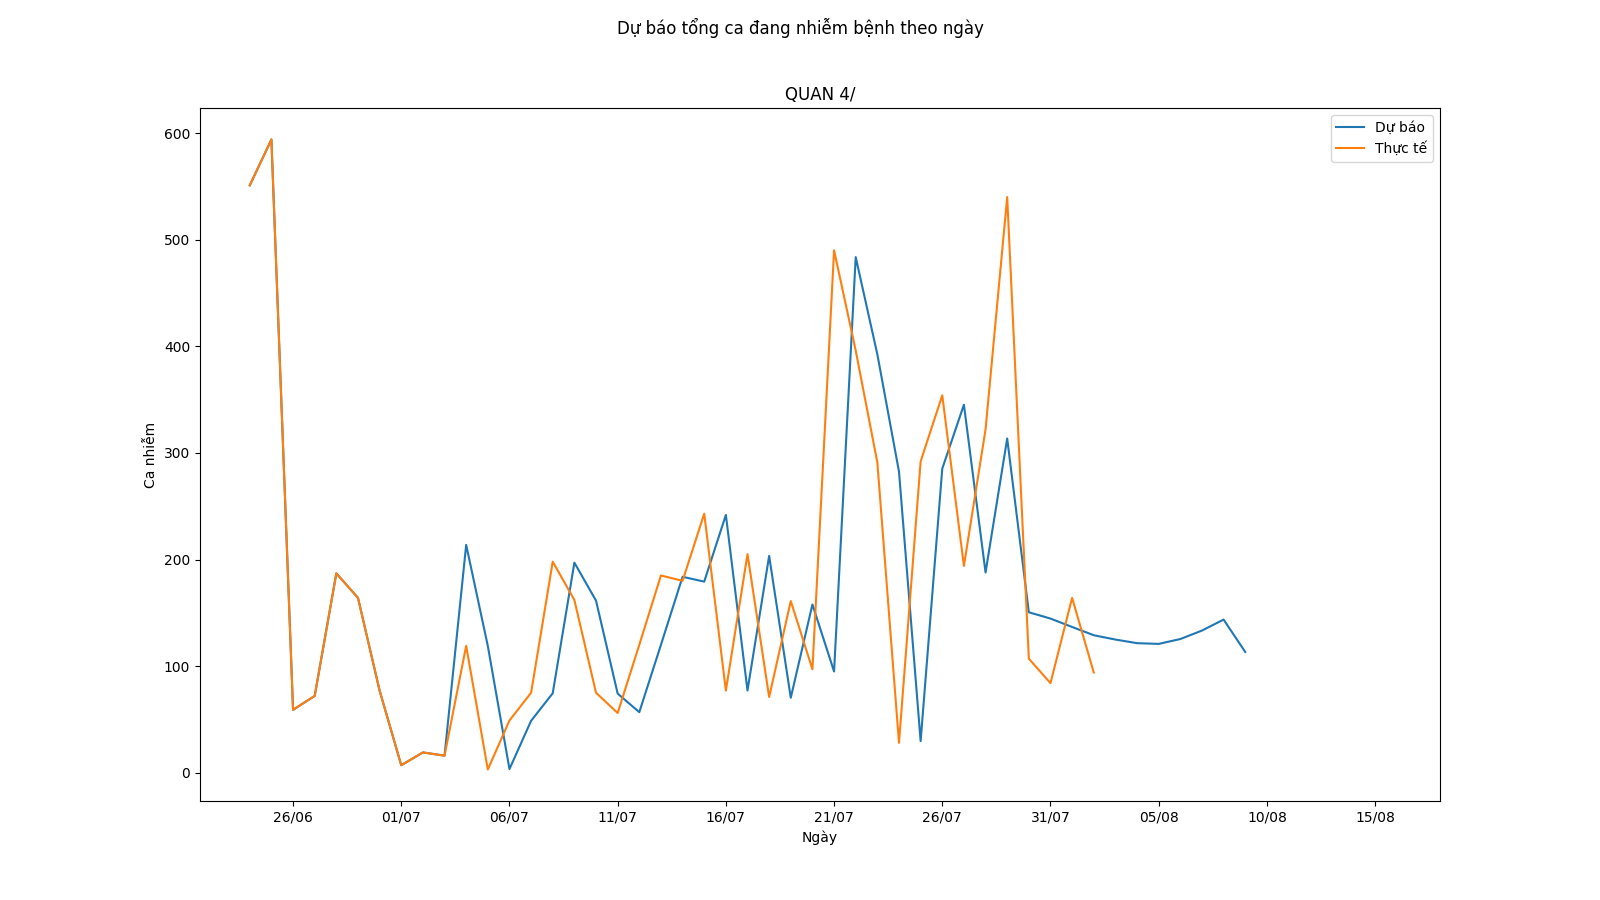 Dự báo tổng ca đang nhiễm bệnh theo ngày
QUAN 4/
Dự báo
Thực tế
600
500
400
300
200
100
0
Ca nhiễm
26/06 01/07 06/07 11/07 16/07 21/07 26/07 31/07 05/08 10/08 15/08
Ngày